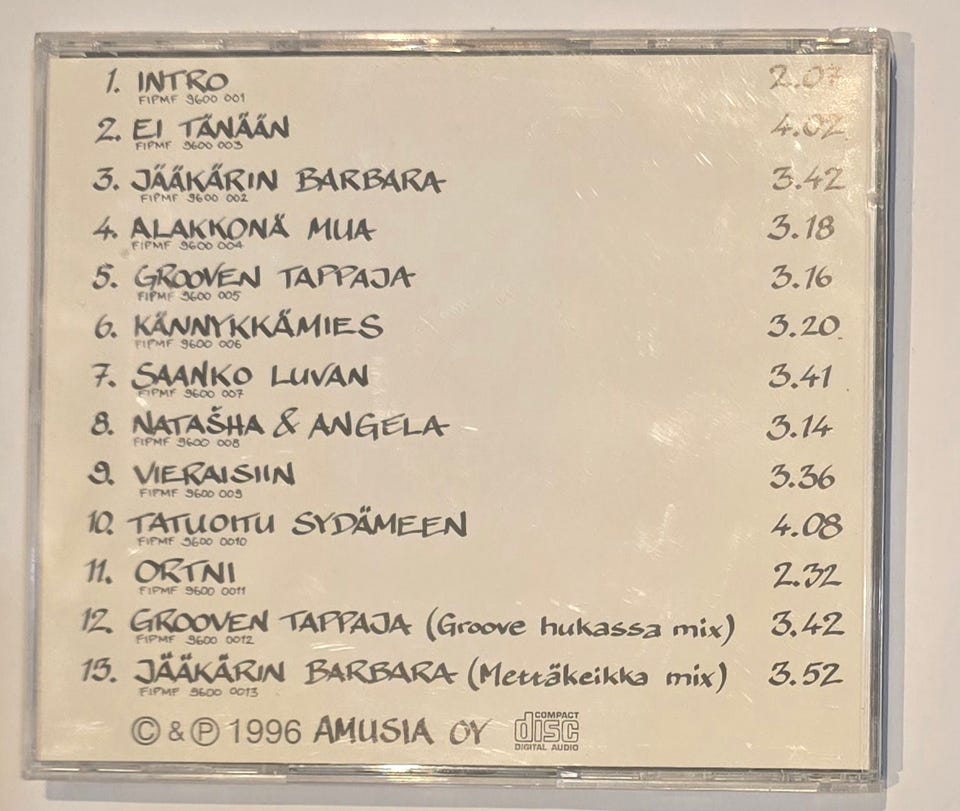 1. INTRO 2.07
FIPMF 9600 001
2. EI TÄNÄÄN 4.02
FIPMF 9600 003
3. JÄÄKÄRIN BARBARA 3.42
FIPMF 9600 002
4. ALAKKONÄ MUA 3.18
FIPMF 9600 004
5. GROOVEN TAPPAJA 3.16
FIPMF 9600 005
6. KÄNNYKKÄMIES 3.20
FIPMF 9600 006
7. SAANKO LUVAN 3.41
FIPMF 9600 007
8. NATAŠHA & ANGELA 3.14
FIPMF 9600 008
9. VIERAISIIN 3.36
FIPMF 9600 009
10. TATUOITU SYDÄMEEN 4.08
FIPMF 9600 0010
11. ORTNI 2.32
FIPMF 9600 0011
12. GROOVEN TAPPAJA (Groove hukassa mix) 3.42
FIPMF 9600 0012
13. JÄÄKÄRIN BARBARA (Mettäkeikka mix) 3.52
FIPMF 9600 0013
© & ℗ 1996 AMUSIA OY COMPACT disc DIGITAL AUDIO